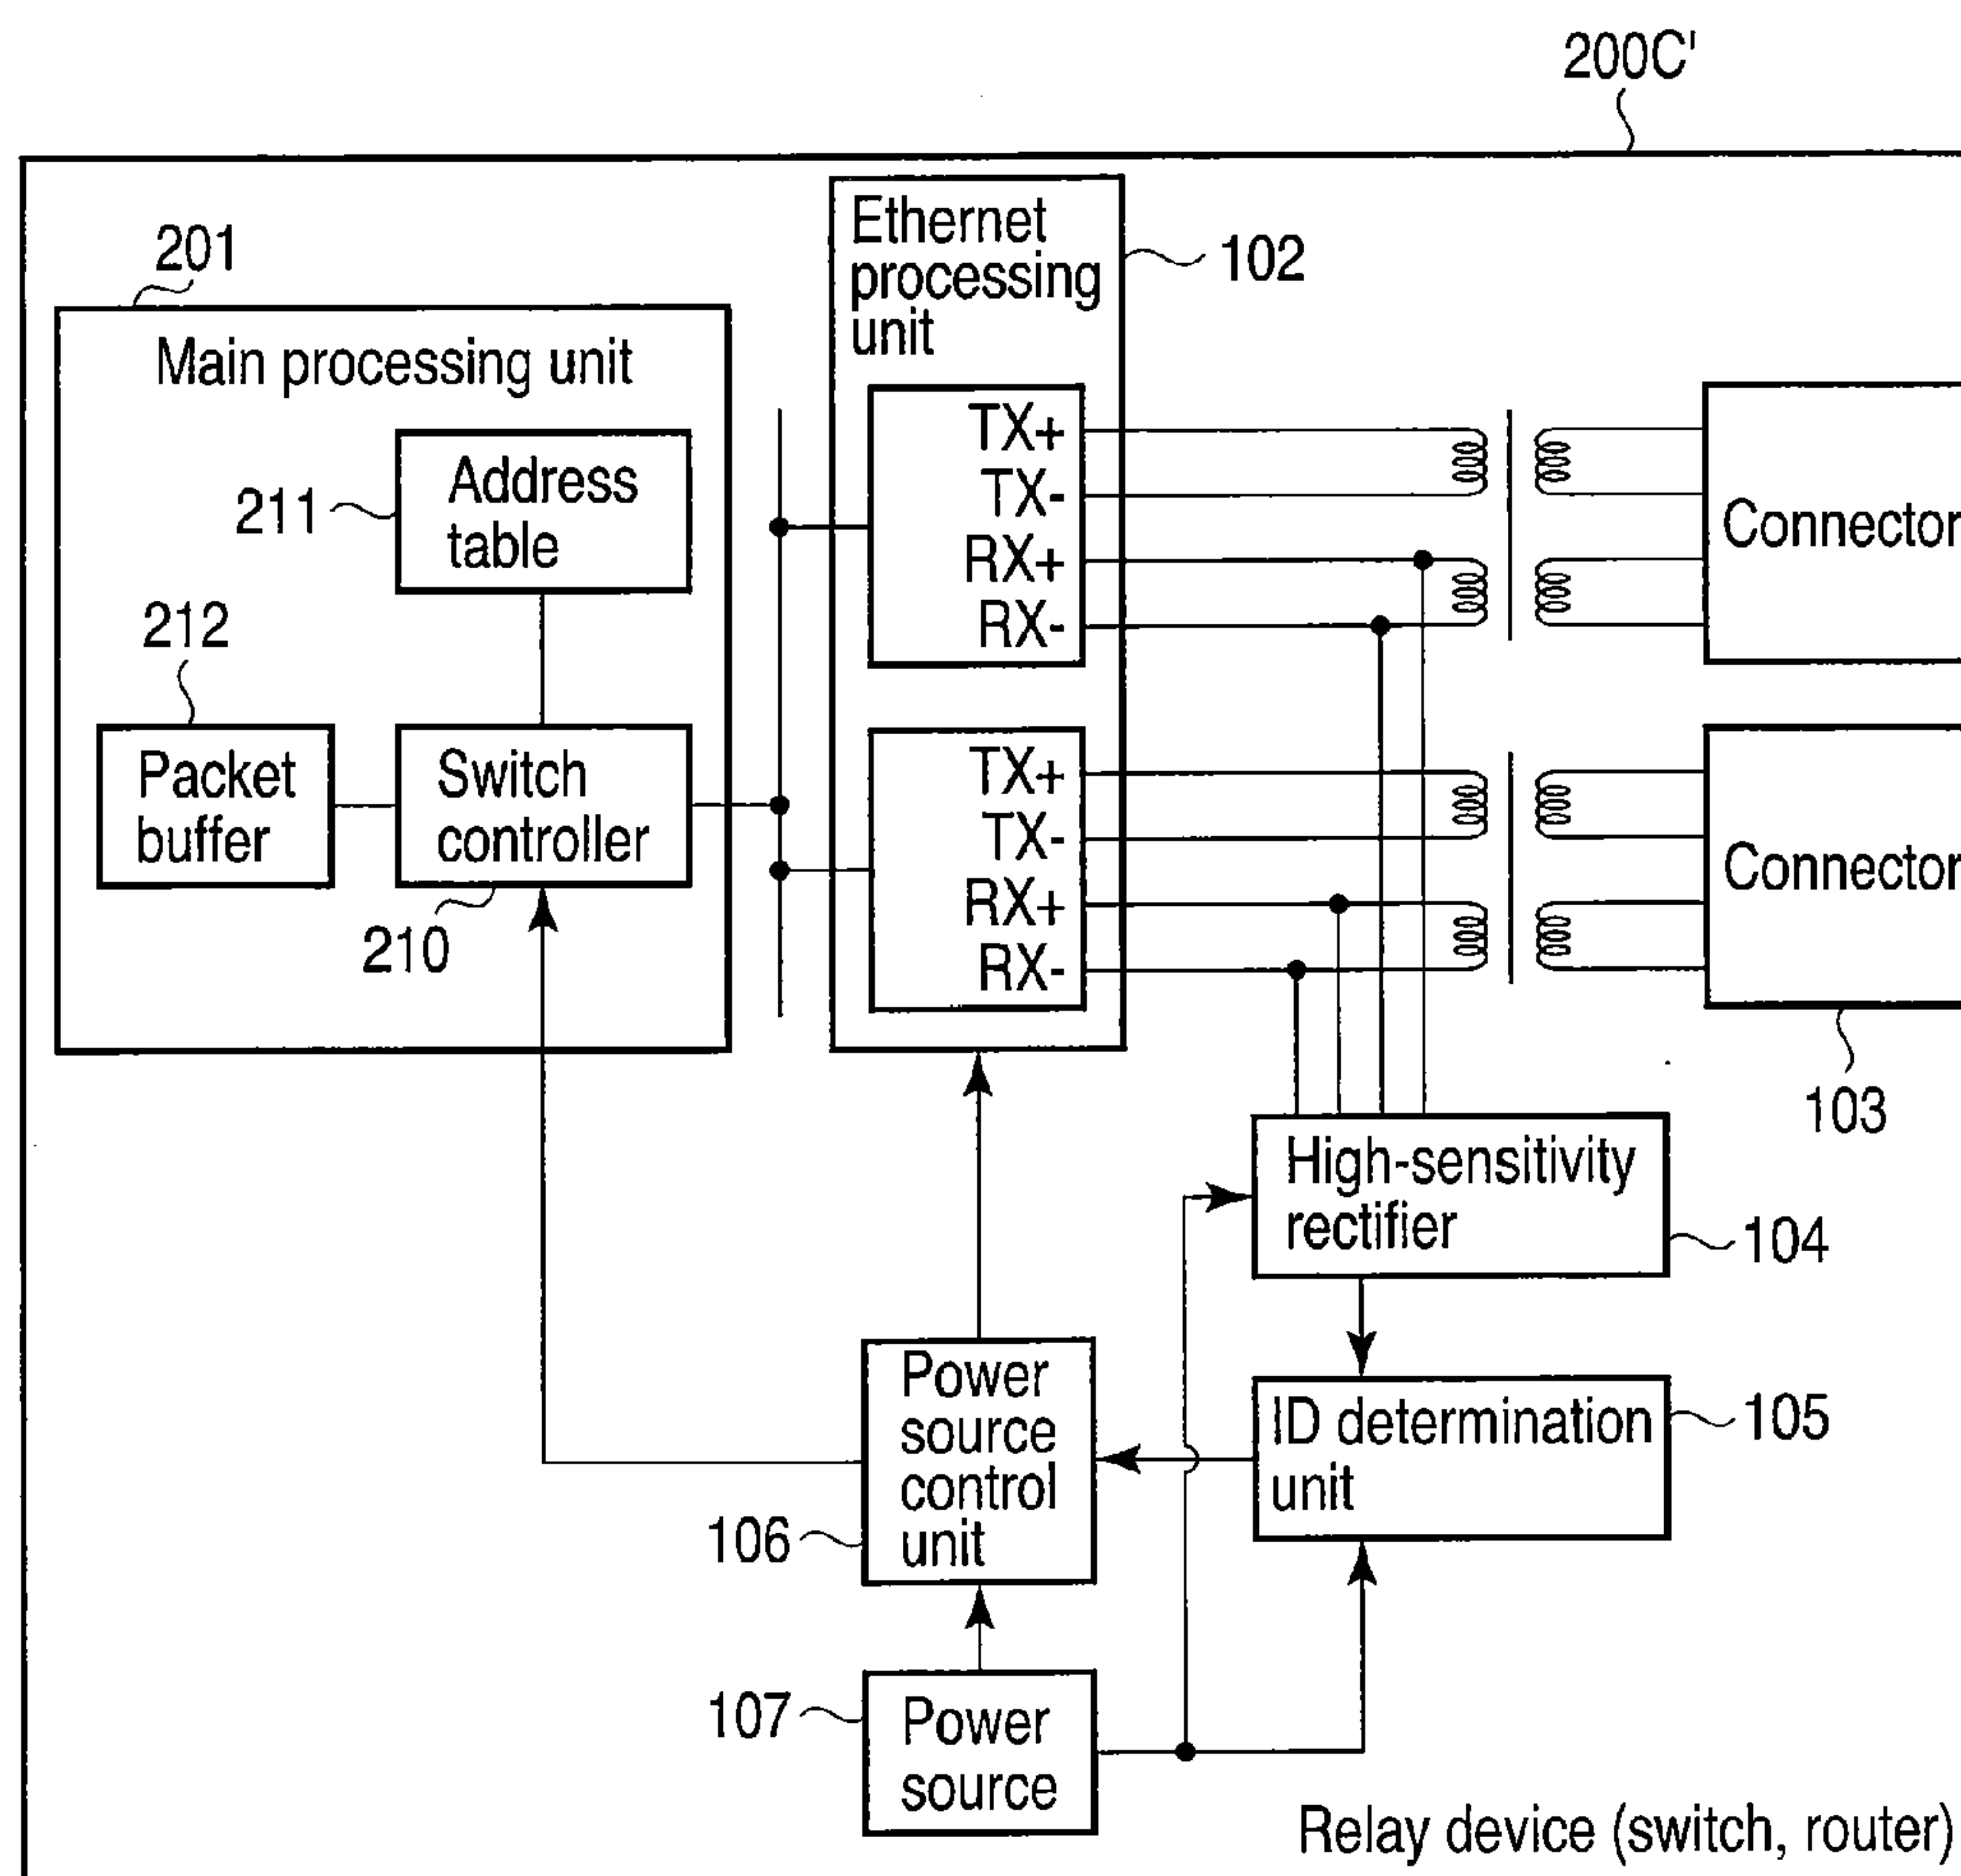 200C'
201
Main processing unit
Ethernet
processing
unit
102
211
Address
table
212
Packet
buffer
Switch
controller
210
TX+
TX-
RX+
RX-
TX+
TX-
RX+
RX-
Connector
Connector
103
High-sensitivity
rectifier
104
ID determination
unit
105
Power
source
control
unit
106
107
Power
source
Relay device (switch, router)